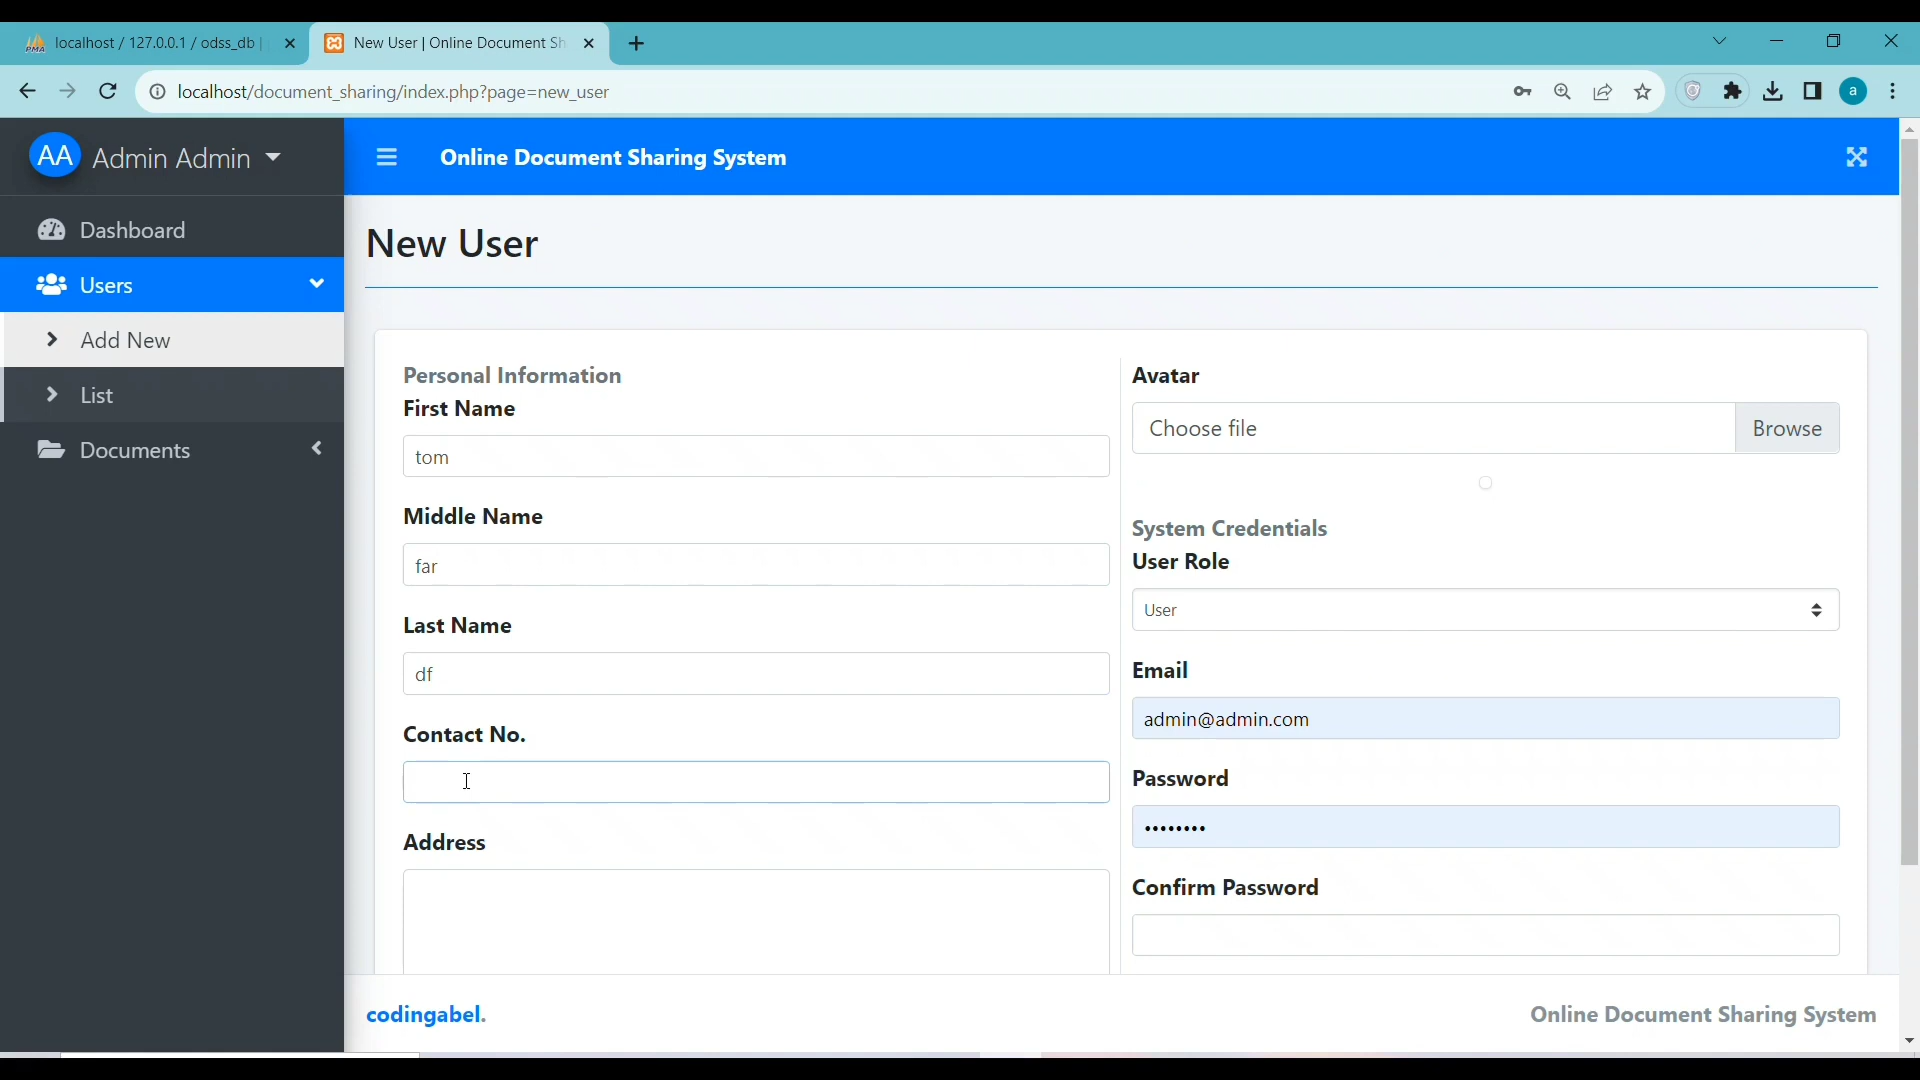 localhost / 127.0.0.1 / odss_db |
New User | Online Document Sh
localhost/document_sharing/index.php?page=new_user
a
AA Admin Admin
Online Document Sharing System
Dashboard
Users
Add New
List
Documents
New User
Personal Information
First Name
tom
Middle Name
far
Last Name
df
Contact No.
Address
Avatar
Choose file
Browse
System Credentials
User Role
User
Email
admin@admin.com
Password
••••••••
Confirm Password
codingabel.
Online Document Sharing System